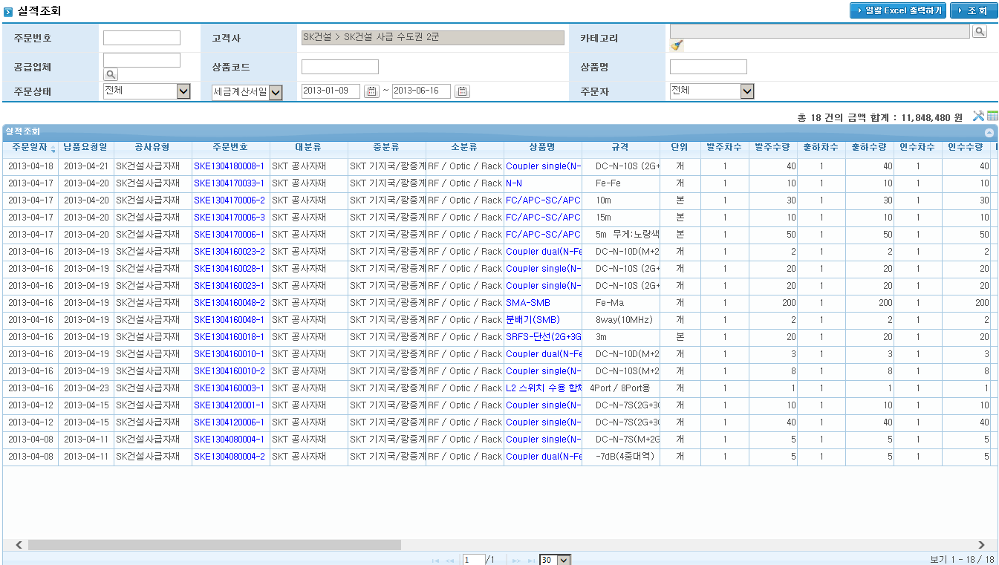 실적조회 일괄 Excel 출력하기 조 회
주문번호 고객사 SK건설 > SK건설 사급 수도권 2군 카테고리
공급업체 상품코드 상품명
주문상태 전체 세금계산서일 2013-01-09 ~ 2013-06-16 주문자 전체
총 18 건의 금액 합계 : 11,848,480 원
실적조회
주문일자 납품요청일 공사유형 주문번호 대분류 중분류 소분류 상품명 규격 단위 발주차수 발주수량 출하차수 출하수량 인수차수 인수수량
2013-04-18 2013-04-21 SK건설사급자재 SKE1304180008-1 SKT 공사자재 SKT 기지국/광중계 RF / Optic / Rack Coupler single(N- DC-N-10S (2G+ 개 1 40 1 40 1 40
2013-04-17 2013-04-20 SK건설사급자재 SKE1304170033-1 SKT 공사자재 SKT 기지국/광중계 RF / Optic / Rack N-N Fe-Fe 개 1 10 1 10 1 10
2013-04-17 2013-04-20 SK건설사급자재 SKE1304170006-2 SKT 공사자재 SKT 기지국/광중계 RF / Optic / Rack FC/APC-SC/APC 10m 본 1 30 1 30 1 30
2013-04-17 2013-04-20 SK건설사급자재 SKE1304170006-3 SKT 공사자재 SKT 기지국/광중계 RF / Optic / Rack FC/APC-SC/APC 15m 본 1 10 1 10 1 10
2013-04-17 2013-04-20 SK건설사급자재 SKE1304170006-1 SKT 공사자재 SKT 기지국/광중계 RF / Optic / Rack FC/APC-SC/APC 5m 무게:노랑색 본 1 50 1 50 1 50
2013-04-16 2013-04-19 SK건설사급자재 SKE1304160023-2 SKT 공사자재 SKT 기지국/광중계 RF / Optic / Rack Coupler dual(N-Fe DC-N-10D(M+2 개 1 2 1 2 1 2
2013-04-16 2013-04-19 SK건설사급자재 SKE1304160028-1 SKT 공사자재 SKT 기지국/광중계 RF / Optic / Rack Coupler single(N- DC-N-10S (2G+ 개 1 20 1 20 1 20
2013-04-16 2013-04-19 SK건설사급자재 SKE1304160023-1 SKT 공사자재 SKT 기지국/광중계 RF / Optic / Rack Coupler single(N- DC-N-10S (2G+ 개 1 20 1 20 1 20
2013-04-16 2013-04-19 SK건설사급자재 SKE1304160048-2 SKT 공사자재 SKT 기지국/광중계 RF / Optic / Rack SMA-SMB Fe-Ma 개 1 200 1 200 1 200
2013-04-16 2013-04-19 SK건설사급자재 SKE1304160048-1 SKT 공사자재 SKT 기지국/광중계 RF / Optic / Rack 분배기(SMB) 8way(10MHz) 개 1 2 1 2 1 2
2013-04-16 2013-04-19 SK건설사급자재 SKE1304160018-1 SKT 공사자재 SKT 기지국/광중계 RF / Optic / Rack SRFS-단선(2G+3G 3m 본 1 20 1 20 1 20
2013-04-16 2013-04-19 SK건설사급자재 SKE1304160010-1 SKT 공사자재 SKT 기지국/광중계 RF / Optic / Rack Coupler dual(N-Fe DC-N-10D(M+2 개 1 3 1 3 1 3
2013-04-16 2013-04-19 SK건설사급자재 SKE1304160010-2 SKT 공사자재 SKT 기지국/광중계 RF / Optic / Rack Coupler single(N- DC-N-10S(M+2 개 1 8 1 8 1 8
2013-04-16 2013-04-23 SK건설사급자재 SKE1304160003-1 SKT 공사자재 SKT 기지국/광중계 RF / Optic / Rack L2 스위치 수용 함체 4Port / 8Port용 개 1 1 1 1 1 1
2013-04-12 2013-04-15 SK건설사급자재 SKE1304120001-1 SKT 공사자재 SKT 기지국/광중계 RF / Optic / Rack Coupler single(N- DC-N-7S(2G+3G 개 1 10 1 10 1 10
2013-04-12 2013-04-15 SK건설사급자재 SKE1304120006-1 SKT 공사자재 SKT 기지국/광중계 RF / Optic / Rack Coupler single(N- DC-N-7S(2G+3G 개 1 40 1 40 1 40
2013-04-08 2013-04-11 SK건설사급자재 SKE1304080004-1 SKT 공사자재 SKT 기지국/광중계 RF / Optic / Rack Coupler single(N- DC-N-7S(M+2G 개 1 5 1 5 1 5
2013-04-08 2013-04-11 SK건설사급자재 SKE1304080004-2 SKT 공사자재 SKT 기지국/광중계 RF / Optic / Rack Coupler dual(N-Fe -7dB(4중대역) 개 1 5 1 5 1 5
1 /1 30 보기 1 - 18 / 18